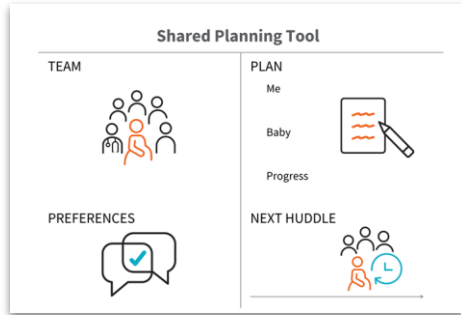 Shared Planning Tool
TEAM
PLAN
Me
Baby
Progress
PREFERENCES
NEXT HUDDLE